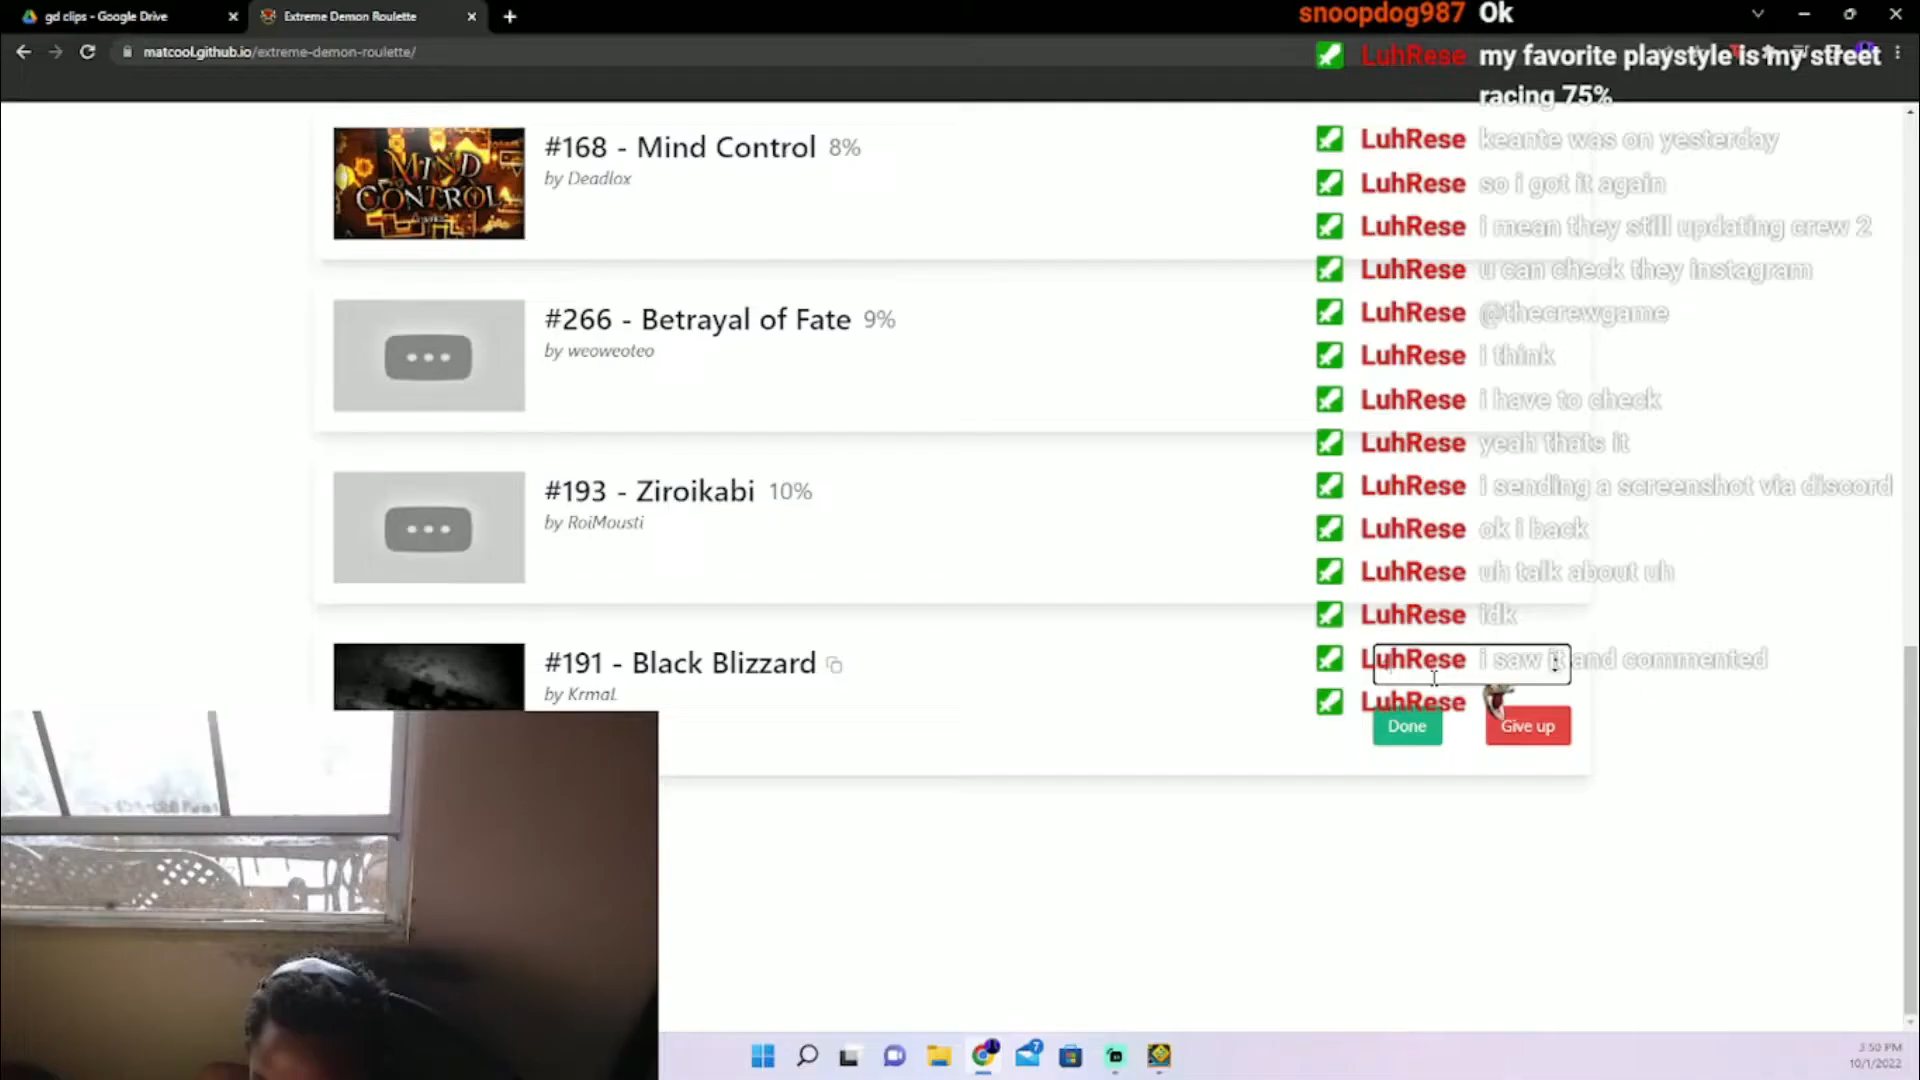 gd clips - Google Drive
Extreme Demon Roulette
matcool.github.io/extreme-demon-roulette/
snoopdog987 Ok
LuhRese my favorite playstyle is my street
racing 75%
LuhRese keante was on yesterday
LuhRese so i got it again
LuhRese i mean they still updating crew 2
LuhRese u can check they instagram
LuhRese @thecrewgame
LuhRese i think
LuhRese i have to check
LuhRese yeah thats it
LuhRese i sending a screenshot via discord
LuhRese ok i back
LuhRese uh talk about uh
LuhRese idk
LuhRese i saw it and commented
LuhRese
MIND CONTROL
#168 - Mind Control 8%
by Deadlox
#266 - Betrayal of Fate 9%
by weoweoteo
#193 - Ziroikabi 10%
by RoiMousti
#191 - Black Blizzard
by KrmaL
Done
Give up
7
3:50 PM
10/1/2022